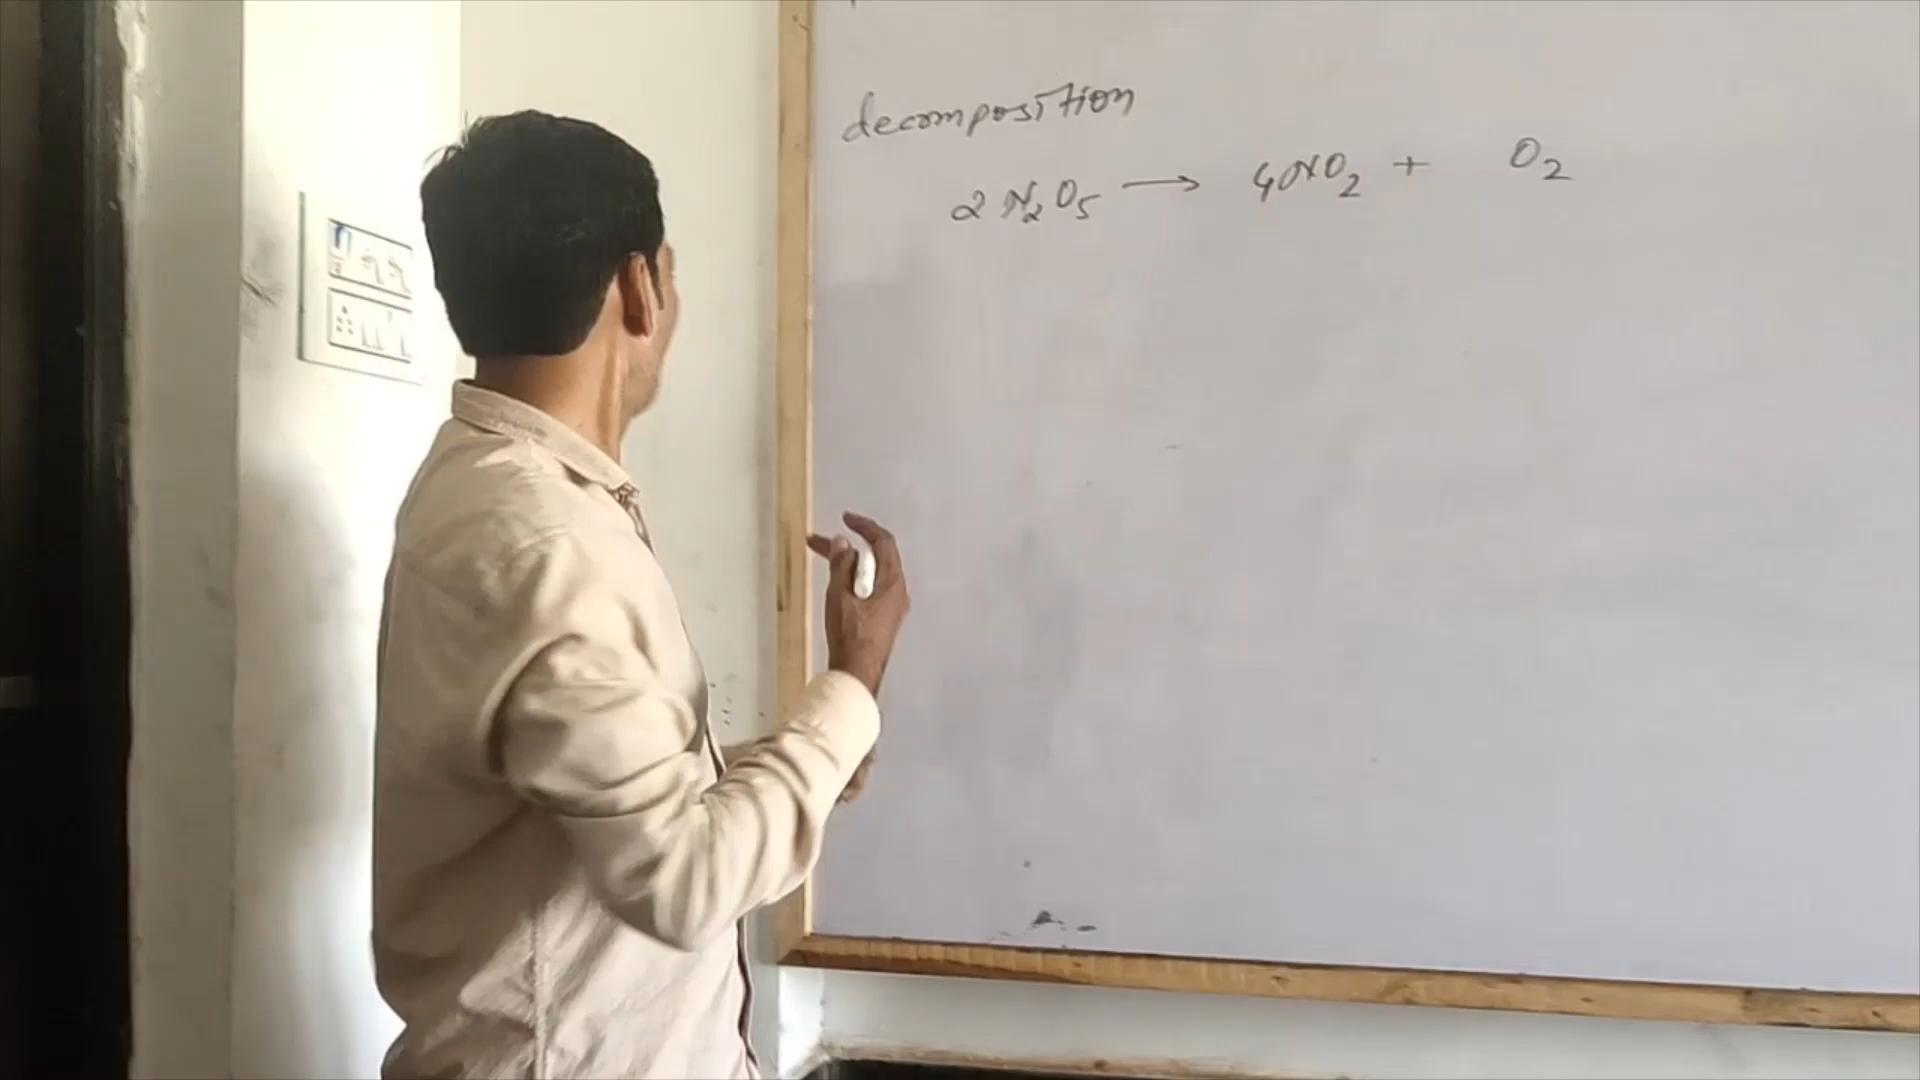 decomposition
2 N₂O₅ ⟶ 4NO₂ + O₂